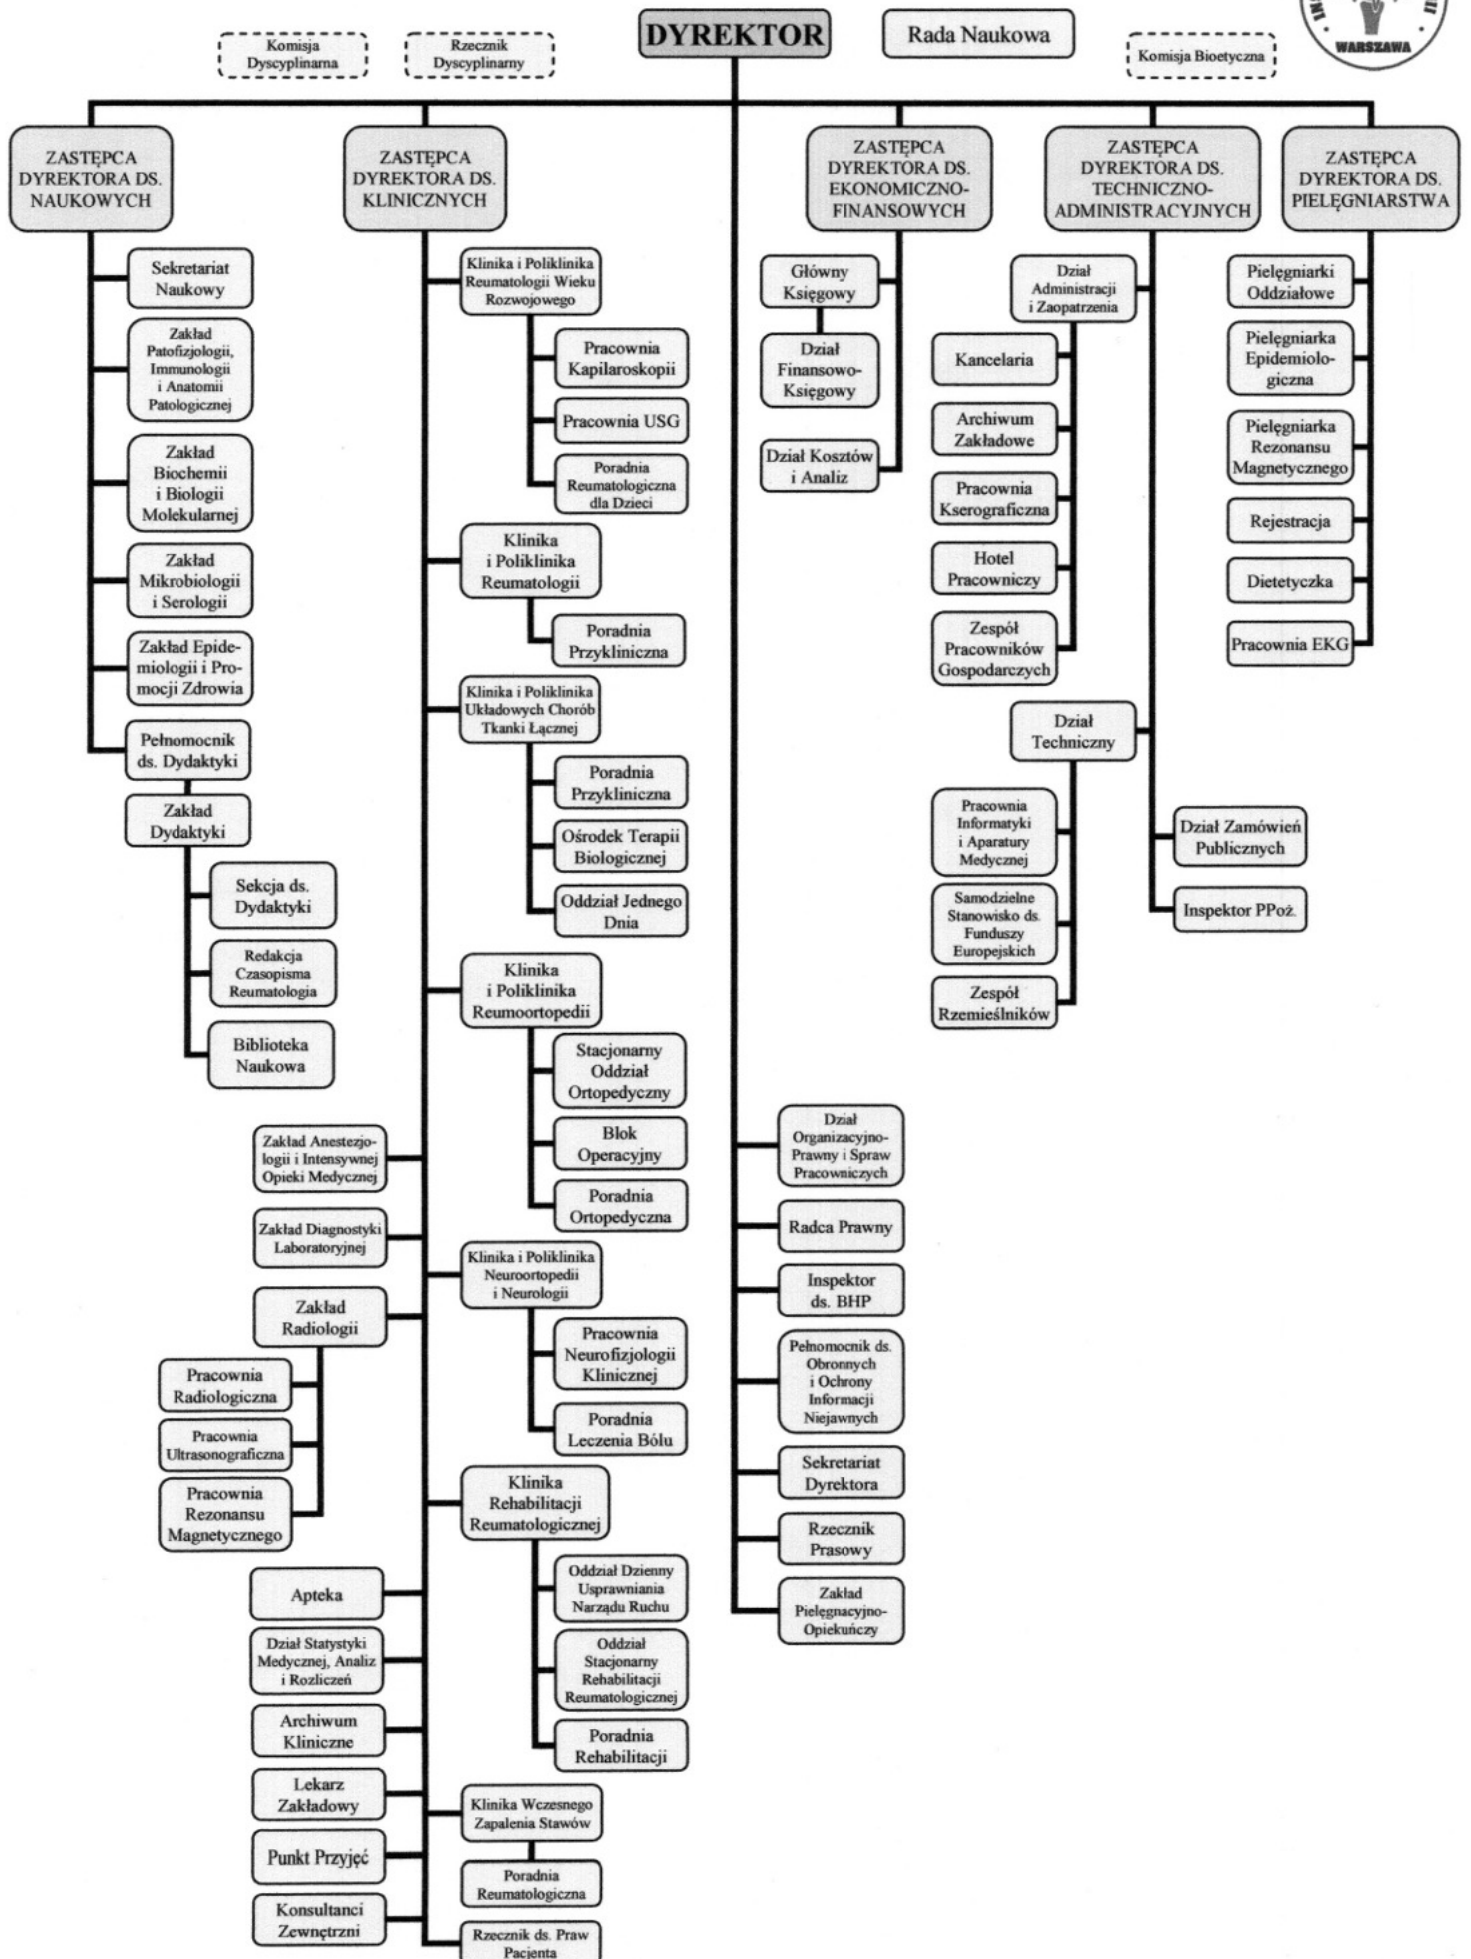 DYREKTOR
Rada Naukowa
Komisja
Dyscyplinarna
Rzecznik
Dyscyplinarny
Komisja Bioetyczna
WARSZAWA
ZASTĘPCA
DYREKTORA DS.
NAUKOWYCH
ZASTĘPCA
DYREKTORA DS.
KLINICZNYCH
ZASTĘPCA
DYREKTORA DS.
EKONOMICZNO-
FINANSOWYCH
ZASTĘPCA
DYREKTORA DS.
TECHNICZNO-
ADMINISTRACYJNYCH
ZASTĘPCA
DYREKTORA DS.
PIELĘGNIARSTWA
Sekretariat
Naukowy
Zakład
Patofizjologii,
Immunologii
i Anatomii
Patologicznej
Zakład
Biochemii
i Biologii
Molekularnej
Zakład
Mikrobiologii
i Serologii
Zakład Epide-
miologii i Pro-
mocji Zdrowia
Pełnomocnik
ds. Dydaktyki
Zakład
Dydaktyki
Sekcja ds.
Dydaktyki
Redakcja
Czasopisma
Reumatologia
Biblioteka
Naukowa
Klinika i Poliklinika
Reumatologii Wieku
Rozwojowego
Pracownia
Kapilaroskopii
Pracownia USG
Poradnia
Reumatologiczna
dla Dzieci
Klinika
i Poliklinika
Reumatologii
Poradnia
Przykliniczna
Klinika i Poliklinika
Układowych Chorób
Tkanki Łącznej
Poradnia
Przykliniczna
Ośrodek Terapii
Biologicznej
Oddział Jednego
Dnia
Klinika
i Poliklinika
Reumoortopedii
Stacjonarny
Oddział
Ortopedyczny
Blok
Operacyjny
Poradnia
Ortopedyczna
Zakład Anestezjo-
logii i Intensywnej
Opieki Medycznej
Zakład Diagnostyki
Laboratoryjnej
Klinika i Poliklinika
Neuroortopedii
i Neurologii
Pracownia
Neurofizjologii
Klinicznej
Poradnia
Leczenia Bólu
Zakład
Radiologii
Pracownia
Radiologiczna
Pracownia
Ultrasonograficzna
Pracownia
Rezonansu
Magnetycznego
Klinika
Rehabilitacji
Reumatologicznej
Oddział Dzienny
Usprawniania
Narządu Ruchu
Oddział
Stacjonarny
Rehabilitacji
Reumatologicznej
Poradnia
Rehabilitacji
Apteka
Dział Statystyki
Medycznej, Analiz
i Rozliczeń
Archiwum
Kliniczne
Lekarz
Zakładowy
Punkt Przyjęć
Konsultanci
Zewnętrzni
Klinika Wczesnego
Zapalenia Stawów
Poradnia
Reumatologiczna
Rzecznik ds. Praw
Pacjenta
Główny
Księgowy
Dział
Finansowo-
Księgowy
Dział Kosztów
i Analiz
Dział
Administracji
i Zaopatrzenia
Kancelaria
Archiwum
Zakładowe
Pracownia
Kserograficzna
Hotel
Pracowniczy
Zespół
Pracowników
Gospodarczych
Dział
Techniczny
Pracownia
Informatyki
i Aparatury
Medycznej
Samodzielne
Stanowisko ds.
Funduszy
Europejskich
Zespół
Rzemieślników
Dział Zamówień
Publicznych
Inspektor PPoż.
Pielęgniarki
Oddziałowe
Pielęgniarka
Epidemiolo-
giczna
Pielęgniarka
Rezonansu
Magnetycznego
Rejestracja
Dietetyczka
Pracownia EKG
Dział
Organizacyjno-
Prawny i Spraw
Pracowniczych
Radca Prawny
Inspektor
ds. BHP
Pełnomocnik ds.
Obronnych
i Ochrony
Informacji
Niejawnych
Sekretariat
Dyrektora
Rzecznik
Prasowy
Zakład
Pielęgnacyjno-
Opiekuńczy